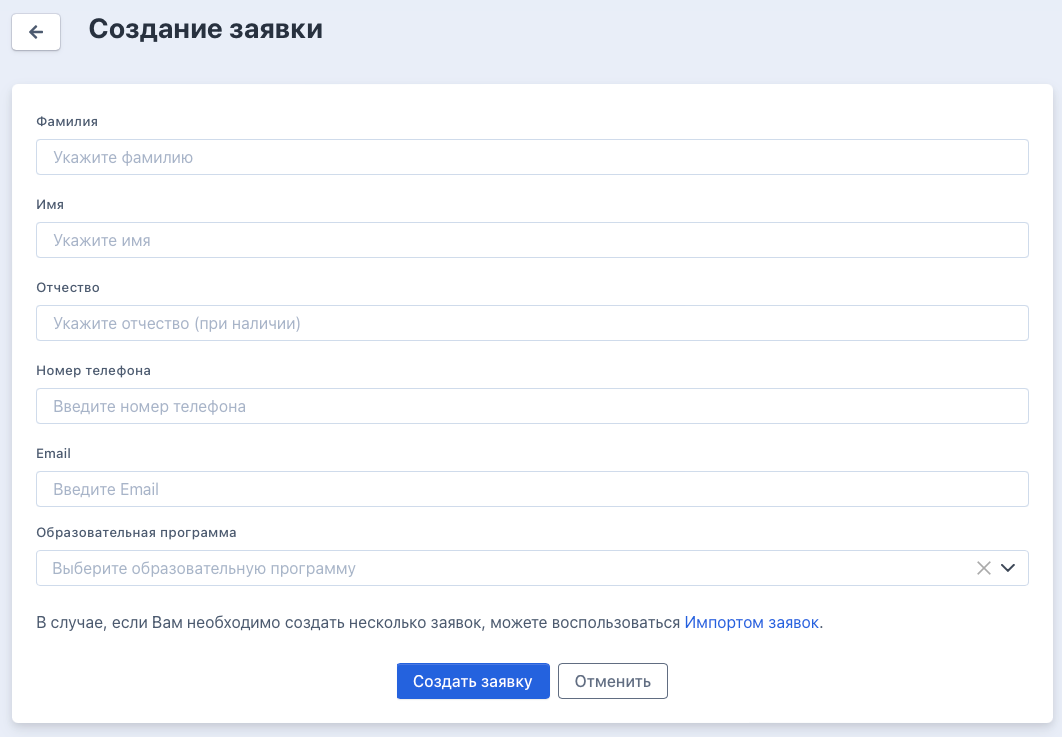 Создание заявки
Фамилия
Укажите фамилию
Имя
Укажите имя
Отчество
Укажите отчество (при наличии)
Номер телефона
Введите номер телефона
Email
Введите Email
Образовательная программа
Выберите образовательную программу
В случае, если Вам необходимо создать несколько заявок, можете воспользоваться Импортом заявок.
Создать заявку Отменить